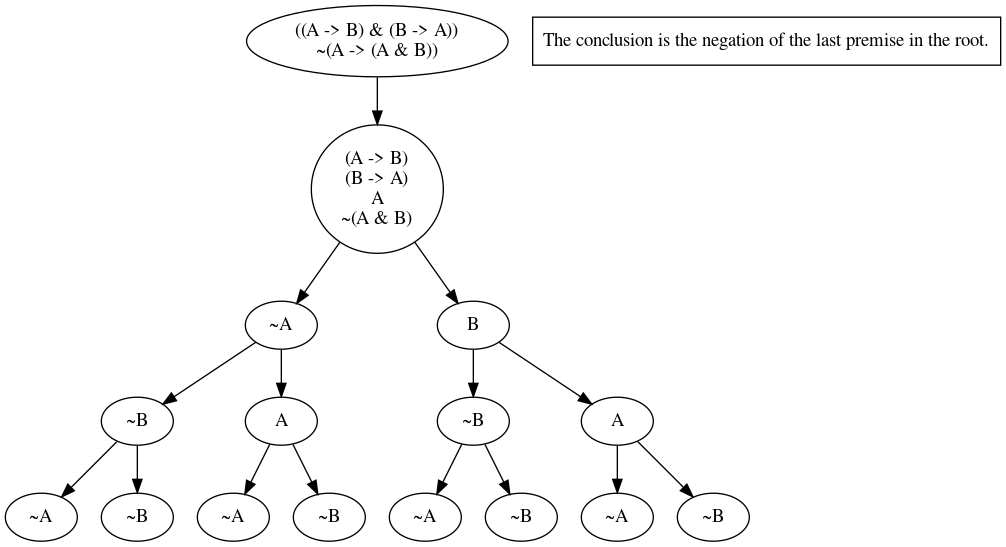 ((A -> B) & (B -> A))
~(A -> (A & B))
The conclusion is the negation of the last premise in the root.
(A -> B)
(B -> A)
A
~(A & B)
~A
B
~B
A
~B
A
~A
~B
~A
~B
~A
~B
~A
~B